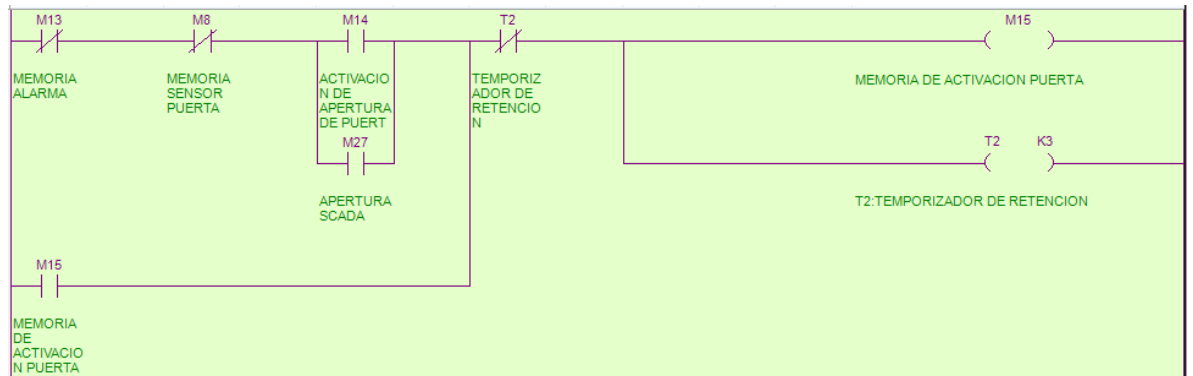 M13 M8 M14 T2 M15
MEMORIA
ALARMA
MEMORIA
SENSOR
PUERTA
ACTIVACIO
N DE
APERTURA
DE PUERT
TEMPORIZ
ADOR DE
RETENCIO
N
MEMORIA DE ACTIVACION PUERTA
M27
APERTURA
SCADA
T2 K3
T2:TEMPORIZADOR DE RETENCION
M15
MEMORIA
DE
ACTIVACIO
N PUERTA